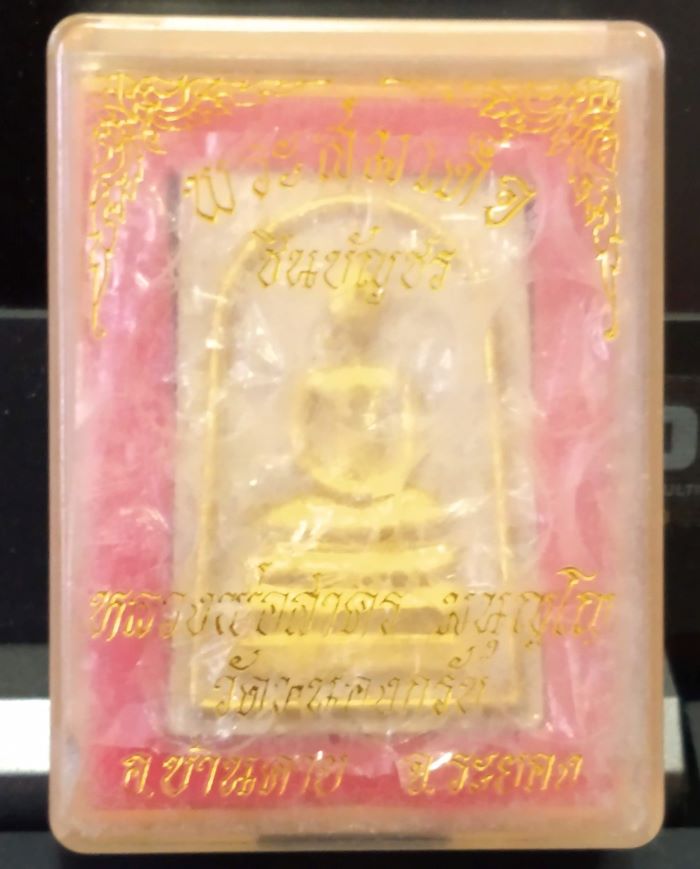 พระสมเด็จ
ชินบัญชร
หลวงพ่อสาคร มนุญโญ
วัดหนองกรับ
อ.บ้านค่าย จ.ระยอง